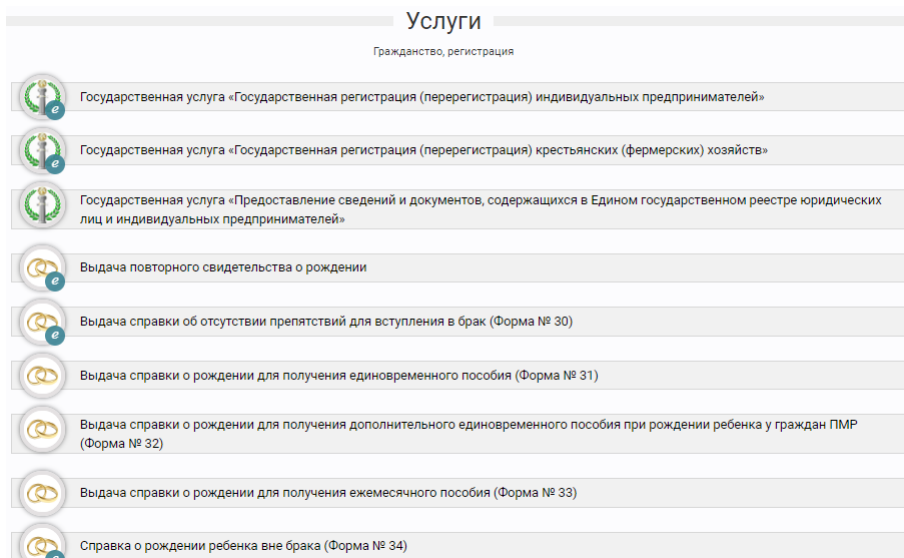 Услуги
Гражданство, регистрация
Государственная услуга «Государственная регистрация (перерегистрация) индивидуальных предпринимателей»
Государственная услуга «Государственная регистрация (перерегистрация) крестьянских (фермерских) хозяйств»
Государственная услуга «Предоставление сведений и документов, содержащихся в Едином государственном реестре юридических
лиц и индивидуальных предпринимателей»
Выдача повторного свидетельства о рождении
Выдача справки об отсутствии препятствий для вступления в брак (Форма № 30)
Выдача справки о рождении для получения единовременного пособия (Форма № 31)
Выдача справки о рождении для получения дополнительного единовременного пособия при рождении ребенка у граждан ПМР
(Форма № 32)
Выдача справки о рождении для получения ежемесячного пособия (Форма № 33)
Справка о рождении ребенка вне брака (Форма № 34)